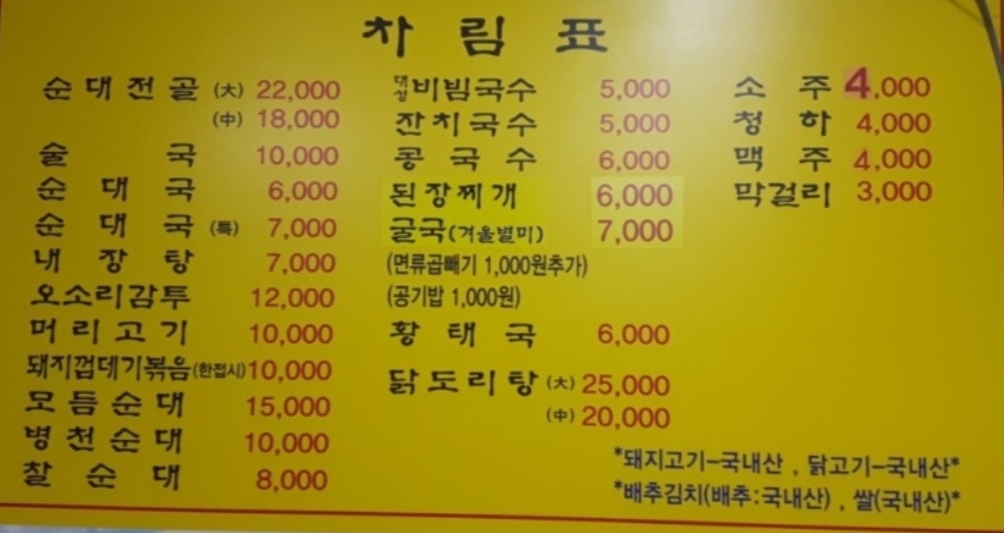 차림표
순대전골 (大) 22,000
(中) 18,000
술국 10,000
순대국 6,000
순대국 (특) 7,000
내장탕 7,000
오소리감투 12,000
머리고기 10,000
돼지껍데기볶음(한접시) 10,000
모듬순대 15,000
병천순대 10,000
찰순대 8,000
대성비빔국수 5,000
잔치국수 5,000
콩국수 6,000
된장찌개 6,000
굴국(겨울별미) 7,000
(면류곱빼기 1,000원추가)
(공기밥 1,000원)
황태국 6,000
닭도리탕 (大) 25,000
(中) 20,000
소주 4,000
청하 4,000
맥주 4,000
막걸리 3,000
*돼지고기-국내산 , 닭고기-국내산*
*배추김치(배추:국내산) , 쌀(국내산)*